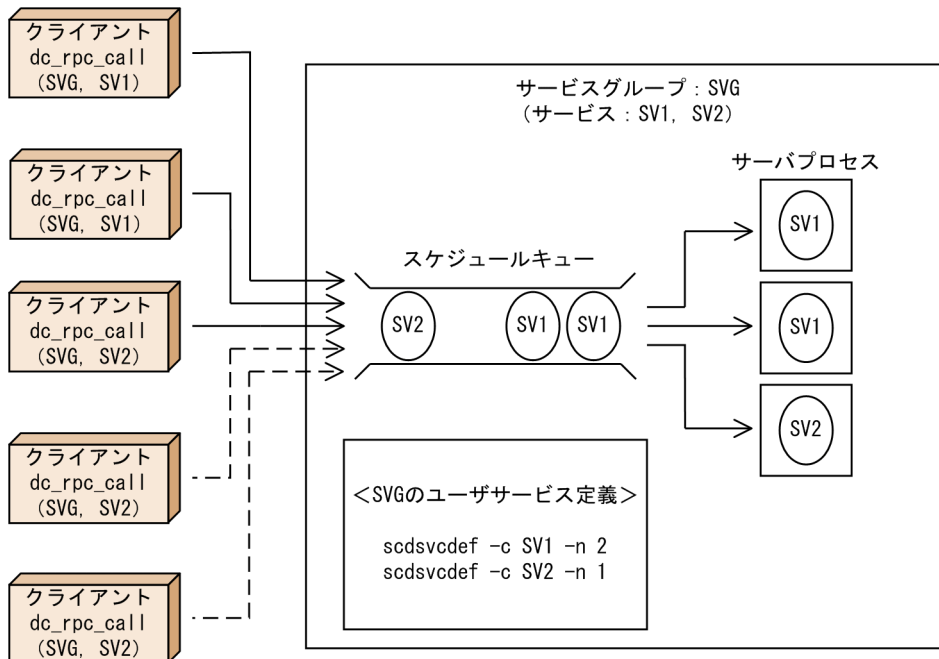 クライアント
dc_rpc_call
(SVG, SV1)
クライアント
dc_rpc_call
(SVG, SV1)
クライアント
dc_rpc_call
(SVG, SV2)
クライアント
dc_rpc_call
(SVG, SV2)
クライアント
dc_rpc_call
(SVG, SV2)
サービスグループ：SVG
（サービス：SV1, SV2）
スケジュールキュー
SV2
SV1
SV1
サーバプロセス
SV1
SV1
SV2
＜SVGのユーザサービス定義＞
scdsvcdef -c SV1 -n 2
scdsvcdef -c SV2 -n 1